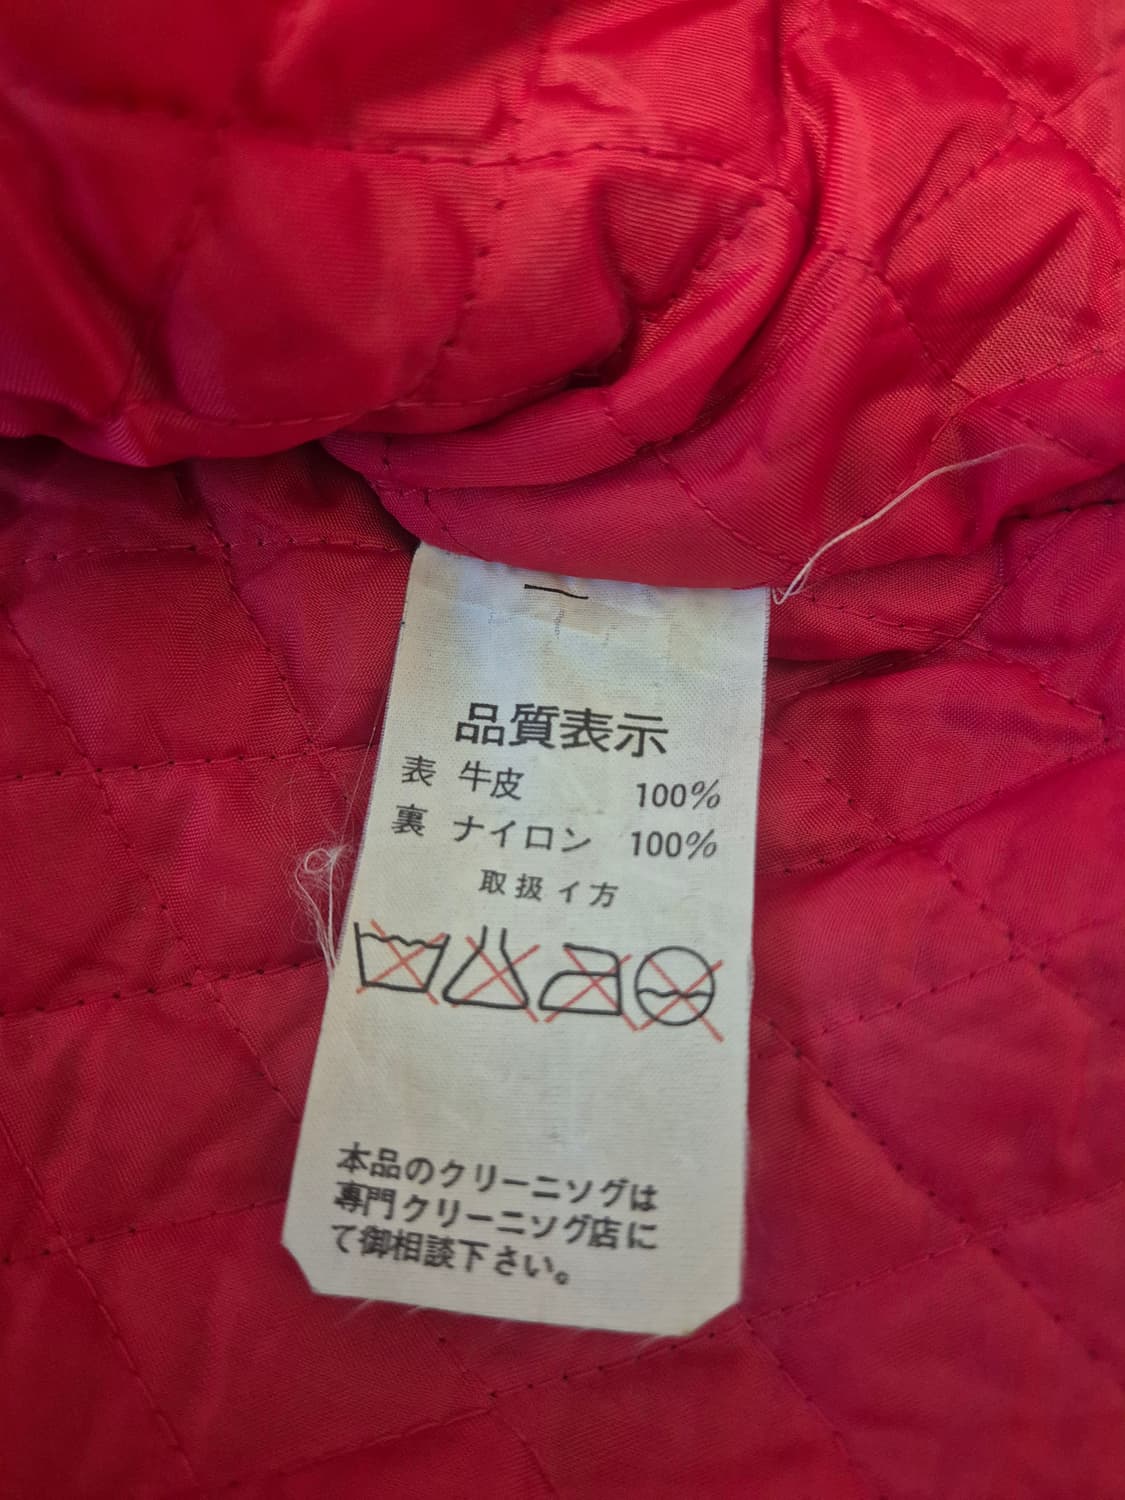 品質表示
表 牛皮 100%
裏 ナイロン 100%
取扱イ方
本品のクリーニソグは
専門クリーニソグ店に
て御相談下さい。